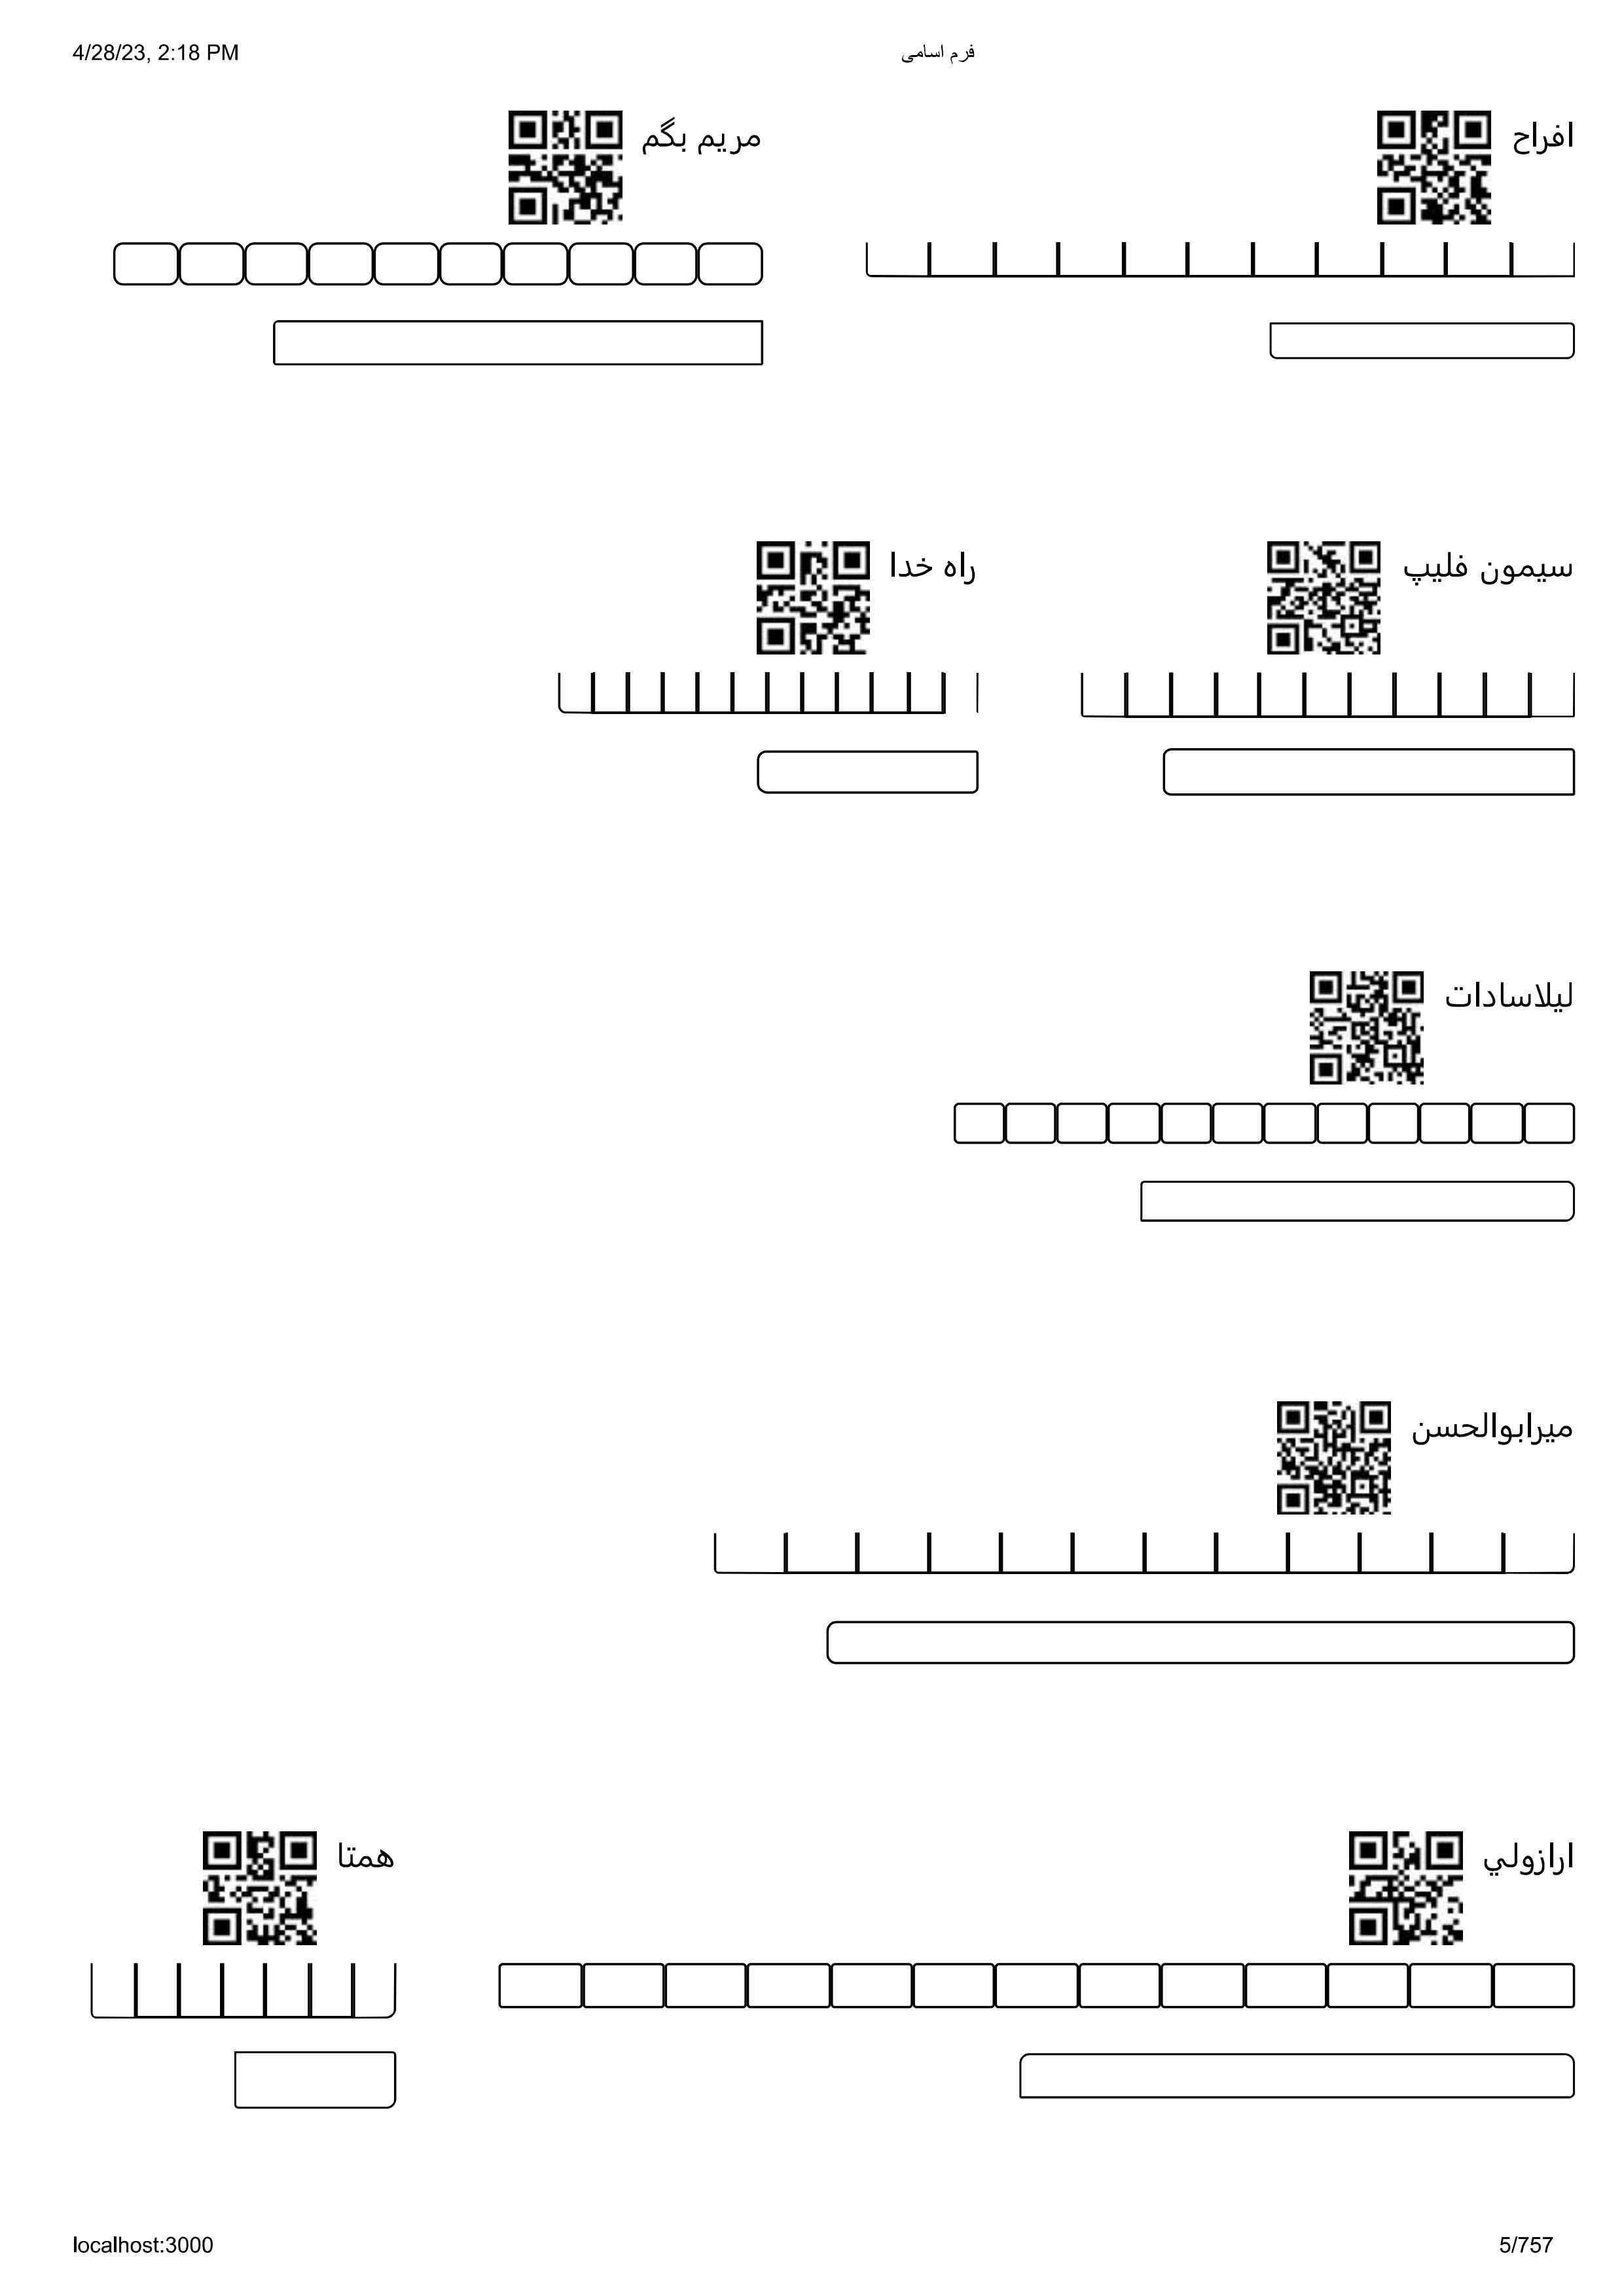 4/28/23, 2:18 PM فرم اسامی
افراح
مریم بگم
سیمون فلیپ
راه خدا
لیلاسادات
میرابوالحسن
ارازولي
همتا
localhost:3000 5/757